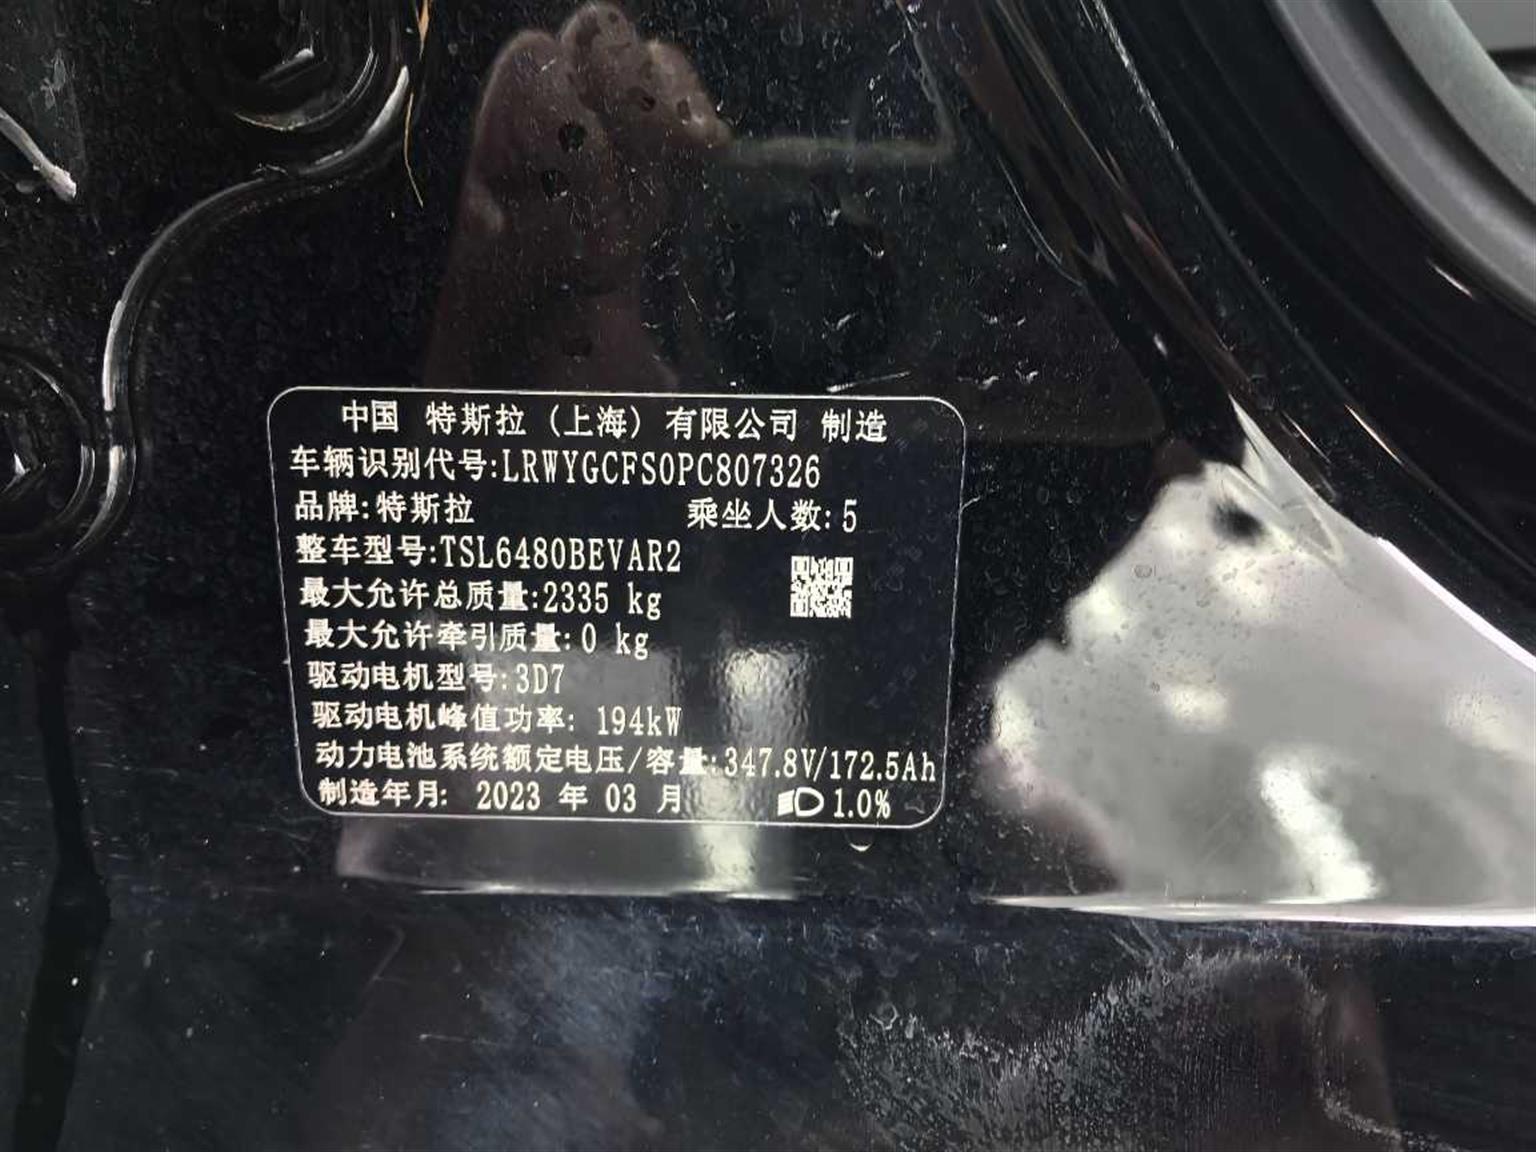 中国 特斯拉 (上海) 有限公司 制造
车辆识别代号:LRWYGCFS0PC807326
品牌:特斯拉 乘坐人数: 5
整车型号:TSL6480BEVAR2
最大允许总质量:2335 kg
最大允许牵引质量: 0 kg
驱动电机型号:3D7
驱动电机峰值功率: 194kW
动力电池系统额定电压/容量:347.8V/172.5Ah
制造年月: 2023 年 03 月 1.0%